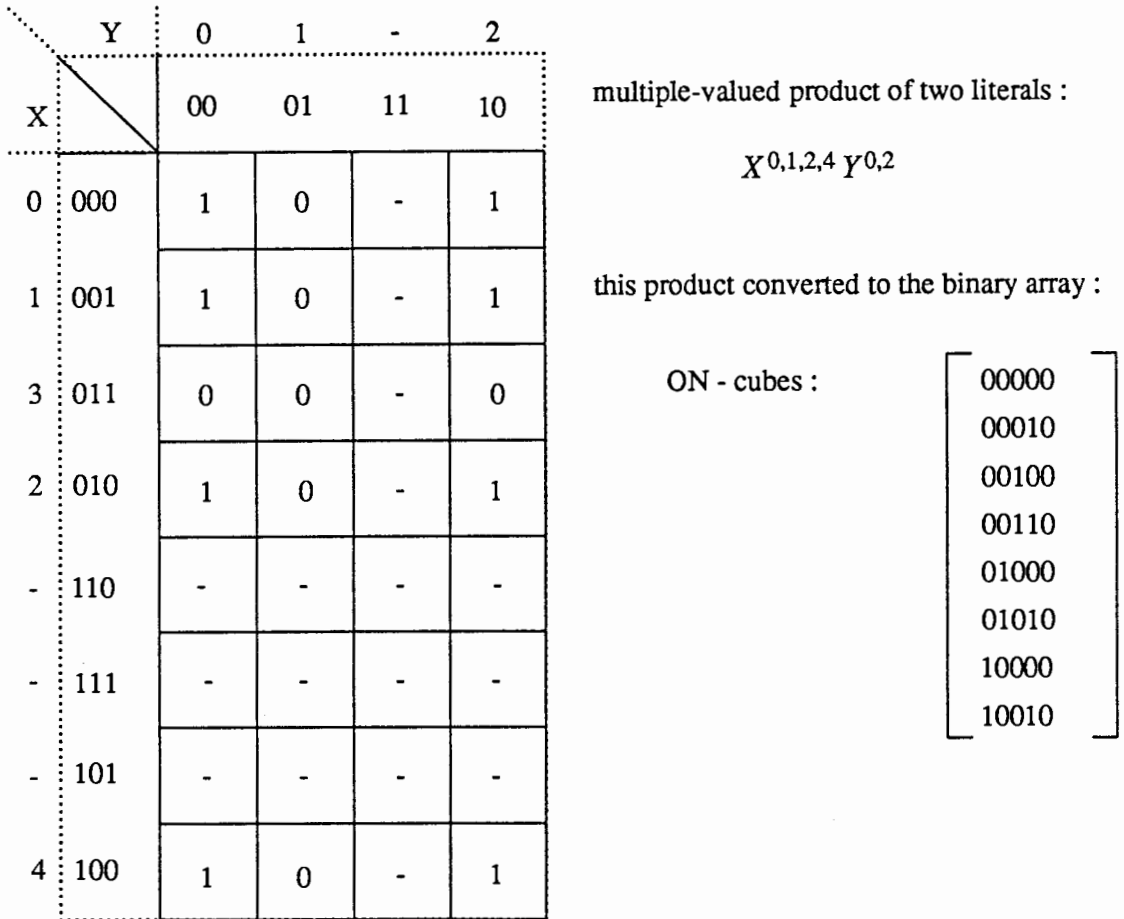 Y 0 1 - 2
X 00 01 11 10
0 000 1 0 - 1
1 001 1 0 - 1
3 011 0 0 - 0
2 010 1 0 - 1
- 110 - - - -
- 111 - - - -
- 101 - - - -
4 100 1 0 - 1
multiple-valued product of two literals :
X^0,1,2,4 Y^0,2
this product converted to the binary array :
ON - cubes :
00000
00010
00100
00110
01000
01010
10000
10010